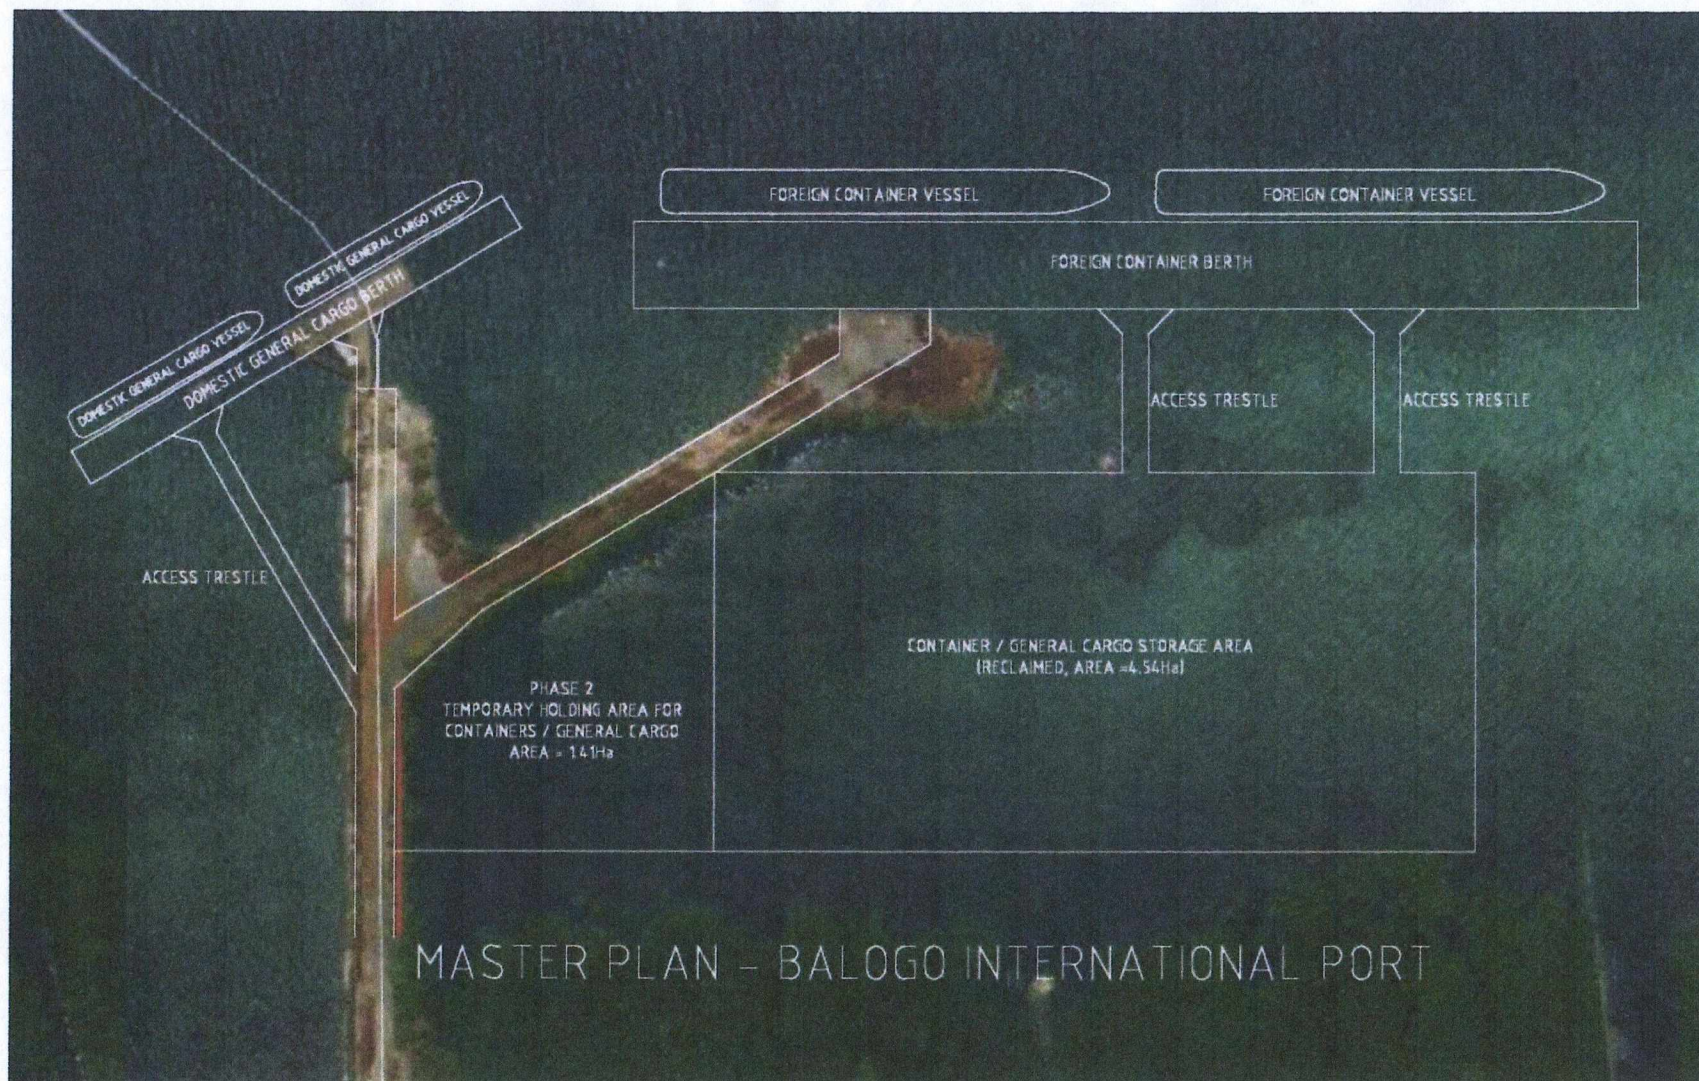 FOREIGN CONTAINER VESSEL
FOREIGN CONTAINER VESSEL
DOMESTIC GENERAL CARGO VESSEL
FOREIGN CONTAINER BERTH
DOMESTIC GENERAL CARGO BERTH
DOMESTIC GENERAL CARGO VESSEL
ACCESS TRESTLE
ACCESS TRESTLE
ACCESS TRESTLE
CONTAINER / GENERAL CARGO STORAGE AREA
(RECLAIMED, AREA =4.54Ha)
PHASE 2
TEMPORARY HOLDING AREA FOR
CONTAINERS / GENERAL CARGO
AREA = 1.41Ha
MASTER PLAN - BALOGO INTERNATIONAL PORT